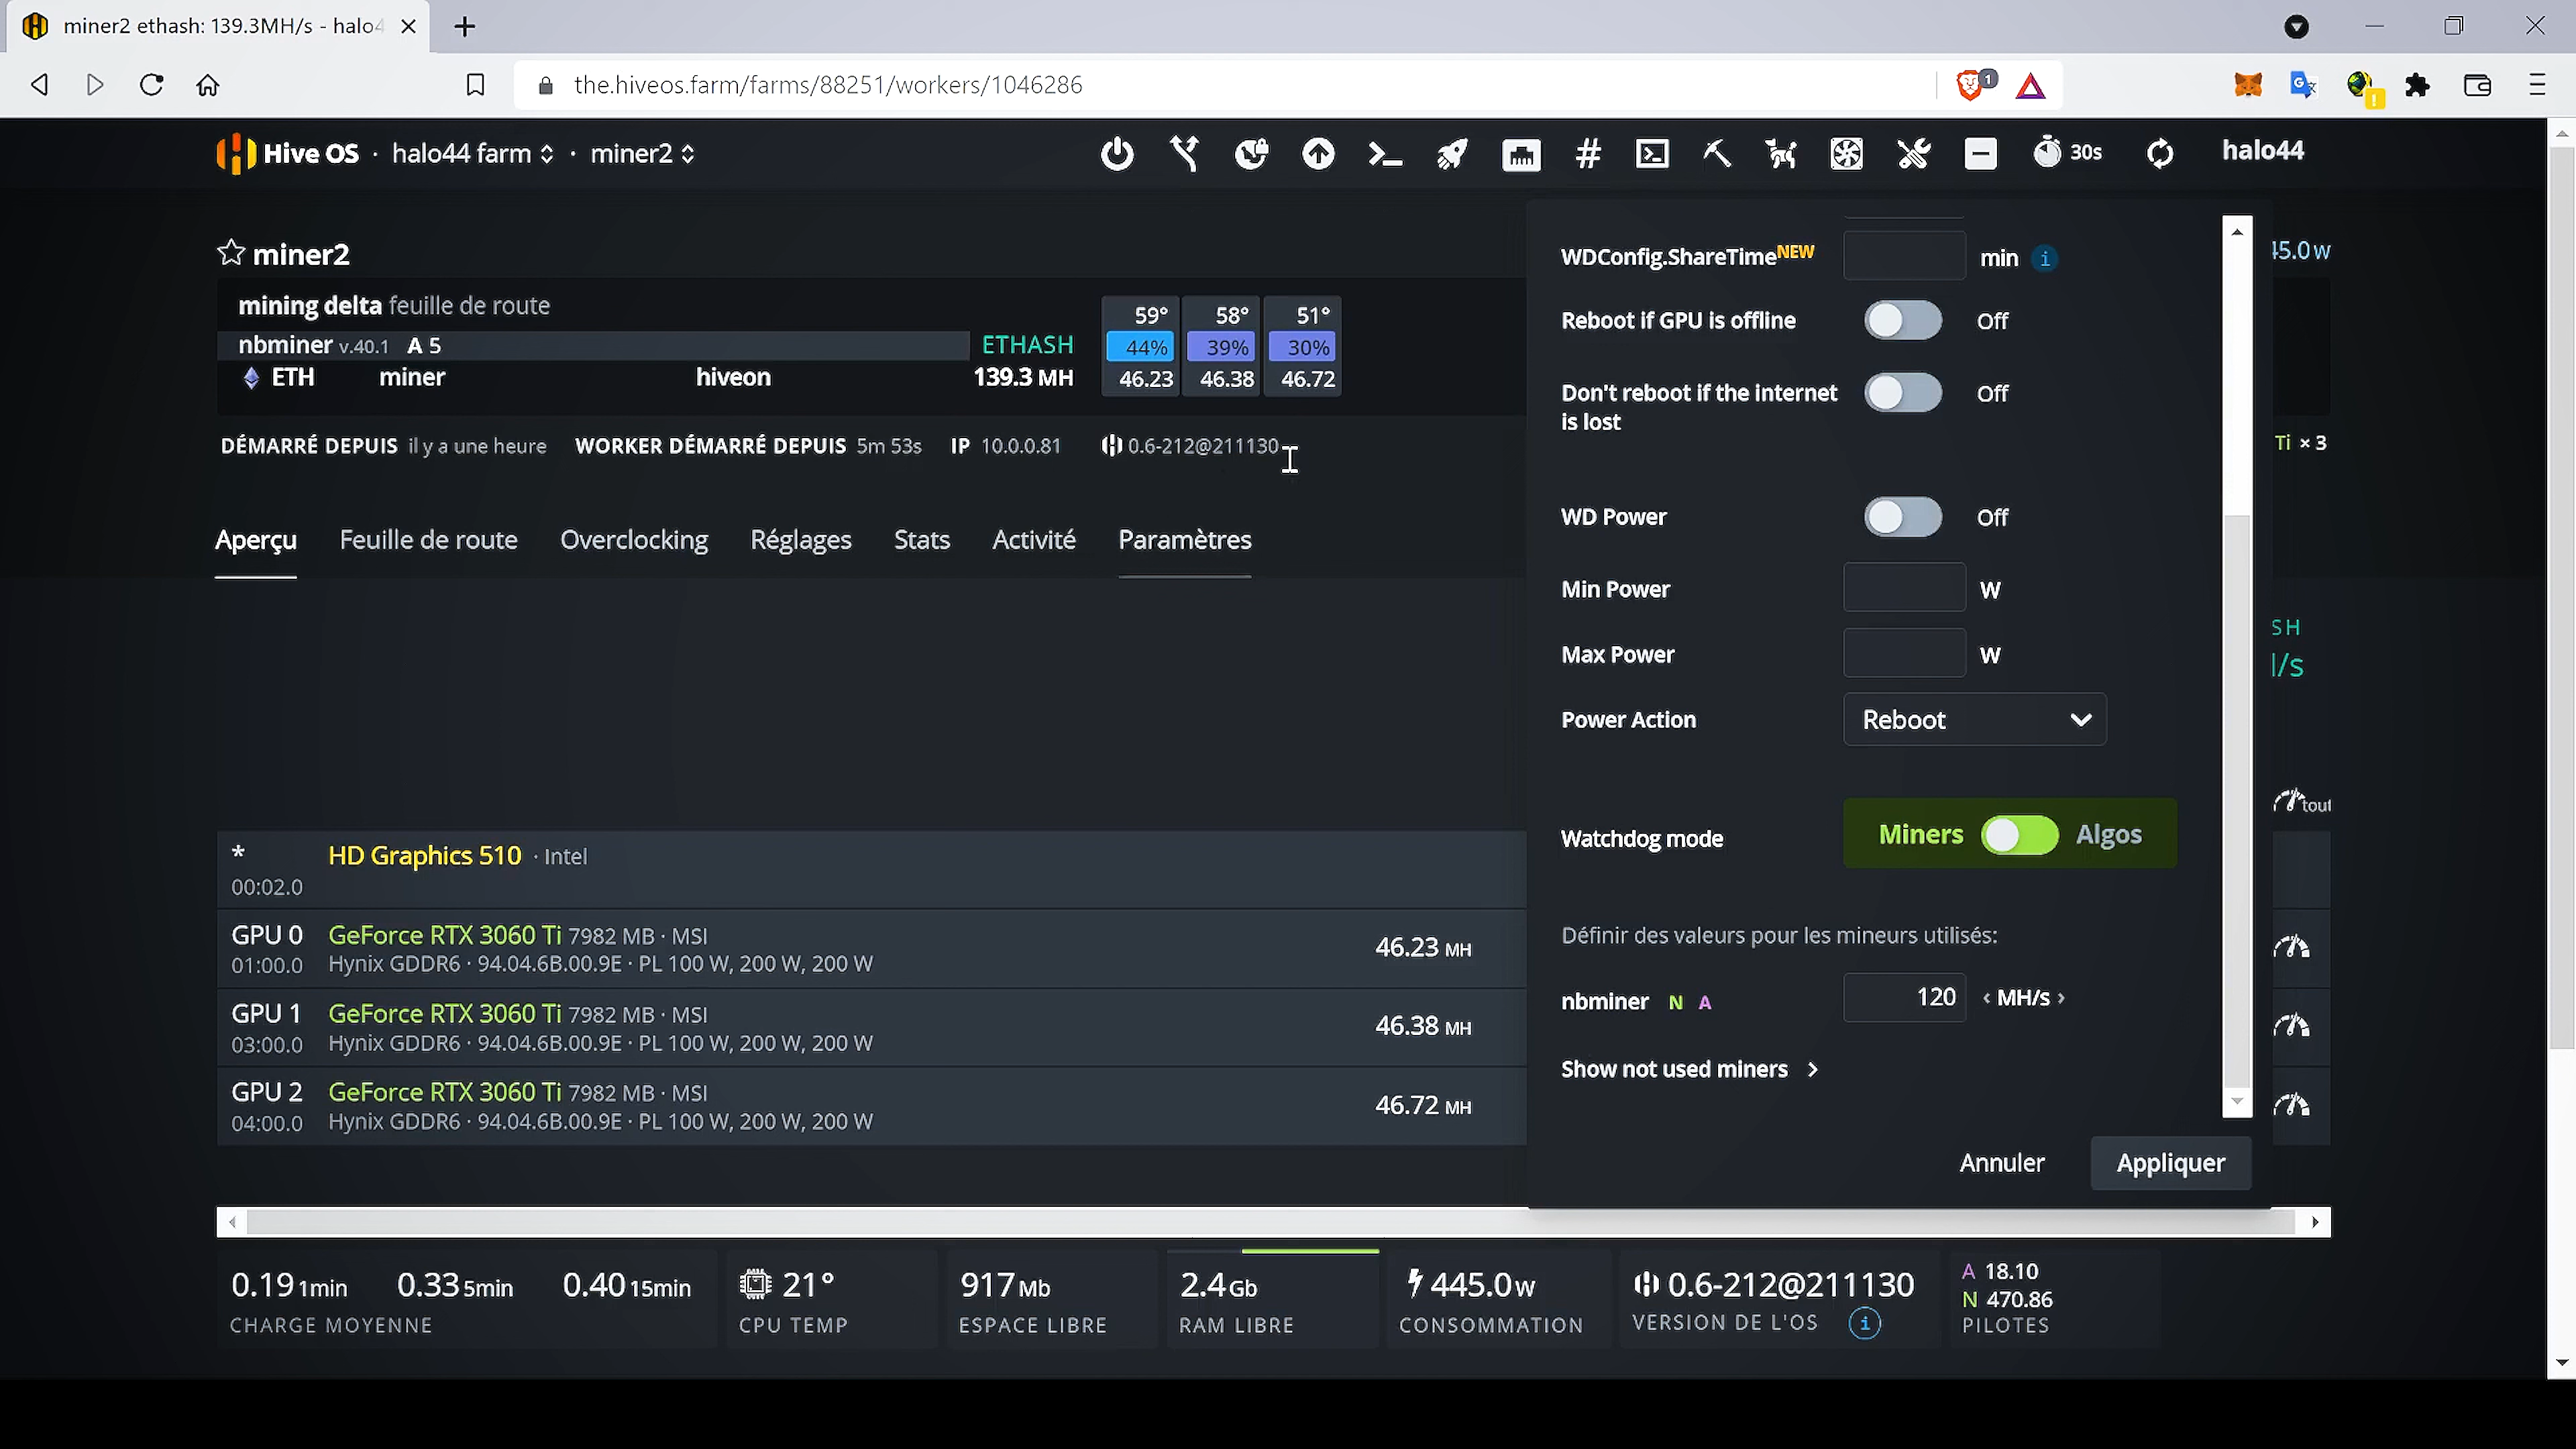 miner2 ethash: 139.3MH/s - halo4
the.hiveos.farm/farms/88251/workers/1046286
1
Hive OS · halo44 farm · miner2
30s
halo44
miner2
45.0 W
mining delta feuille de route
nbminer v.40.1 A 5
ETHASH
ETH miner hiveon 139.3 MH
59° 58° 51°
44% 39% 30%
46.23 46.38 46.72
Ti × 3
DÉMARRÉ DEPUIS il y a une heure WORKER DÉMARRÉ DEPUIS 5m 53s IP 10.0.0.81 0.6-212@211130
Aperçu Feuille de route Overclocking Réglages Stats Activité Paramètres
SH
/s
tout
* HD Graphics 510 · Intel
00:02.0
GPU 0 GeForce RTX 3060 Ti 7982 MB · MSI
01:00.0 Hynix GDDR6 · 94.04.6B.00.9E · PL 100 W, 200 W, 200 W
46.23 MH
GPU 1 GeForce RTX 3060 Ti 7982 MB · MSI
03:00.0 Hynix GDDR6 · 94.04.6B.00.9E · PL 100 W, 200 W, 200 W
46.38 MH
GPU 2 GeForce RTX 3060 Ti 7982 MB · MSI
04:00.0 Hynix GDDR6 · 94.04.6B.00.9E · PL 100 W, 200 W, 200 W
46.72 MH
WDConfig.ShareTime NEW min i
Reboot if GPU is offline Off
Don't reboot if the internet
is lost
Off
WD Power Off
Min Power W
Max Power W
Power Action Reboot
Watchdog mode Miners Algos
Définir des valeurs pour les mineurs utilisés:
nbminer N A 120 ‹ MH/s ›
Show not used miners >
Annuler Appliquer
0.19 1min 0.33 5min 0.40 15min
CHARGE MOYENNE
21°
CPU TEMP
917 Mb
ESPACE LIBRE
2.4 Gb
RAM LIBRE
445.0 W
CONSOMMATION
0.6-212@211130
VERSION DE L'OS i
A 18.10
N 470.86
PILOTES